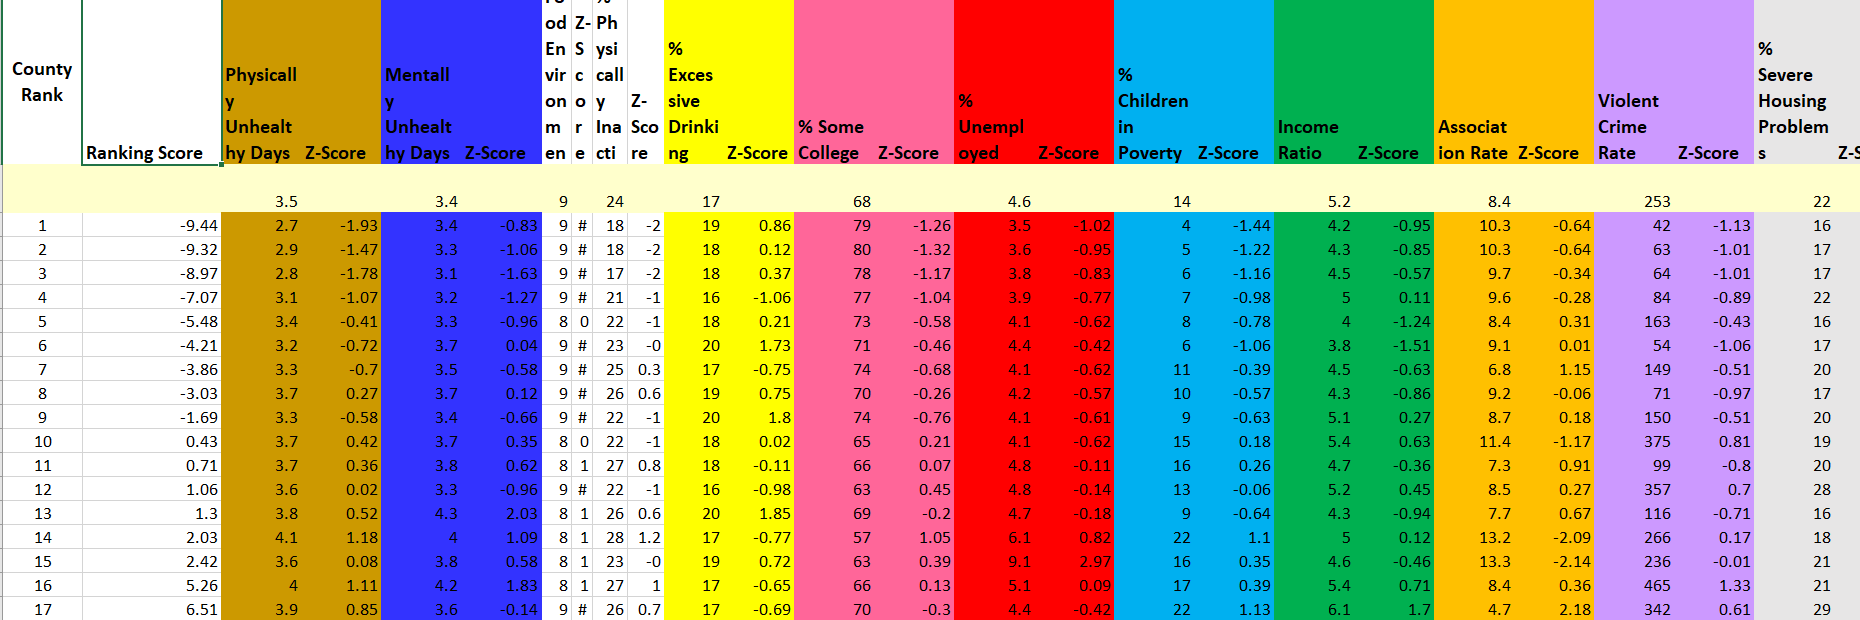 County Rank Ranking Score Physicall y Unhealt hy Days Z-Score Mentall y Unhealt hy Days Z-Score od En vir on m en Z- S c o r e Ph ysi call y Ina cti Z- Sco re % Exces sive Drinki ng Z-Score % Some College Z-Score % Unempl oyed Z-Score % Children in Poverty Z-Score Income Ratio Z-Score Associat ion Rate Z-Score Violent Crime Rate Z-Score % Severe Housing Problem s
3.5 3.4 9 24 17 68 4.6 14 5.2 8.4 253 22
1 -9.44 2.7 -1.93 3.4 -0.83 9 # 18 -2 19 0.86 79 -1.26 3.5 -1.02 4 -1.44 4.2 -0.95 10.3 -0.64 42 -1.13 16
2 -9.32 2.9 -1.47 3.3 -1.06 9 # 18 -2 18 0.12 80 -1.32 3.6 -0.95 5 -1.22 4.3 -0.85 10.3 -0.64 63 -1.01 17
3 -8.97 2.8 -1.78 3.1 -1.63 9 # 17 -2 18 0.37 78 -1.17 3.8 -0.83 6 -1.16 4.5 -0.57 9.7 -0.34 64 -1.01 17
4 -7.07 3.1 -1.07 3.2 -1.27 9 # 21 -1 16 -1.06 77 -1.04 3.9 -0.77 7 -0.98 5 0.11 9.6 -0.28 84 -0.89 22
5 -5.48 3.4 -0.41 3.3 -0.96 8 0 22 -1 18 0.21 73 -0.58 4.1 -0.62 8 -0.78 4 -1.24 8.4 0.31 163 -0.43 16
6 -4.21 3.2 -0.72 3.7 0.04 9 # 23 -0 20 1.73 71 -0.46 4.4 -0.42 6 -1.06 3.8 -1.51 9.1 0.01 54 -1.06 17
7 -3.86 3.3 -0.7 3.5 -0.58 9 # 25 0.3 17 -0.75 74 -0.68 4.1 -0.62 11 -0.39 4.5 -0.63 6.8 1.15 149 -0.51 20
8 -3.03 3.7 0.27 3.7 0.12 9 # 26 0.6 19 0.75 70 -0.26 4.2 -0.57 10 -0.57 4.3 -0.86 9.2 -0.06 71 -0.97 17
9 -1.69 3.3 -0.58 3.4 -0.66 9 # 22 -1 20 1.8 74 -0.76 4.1 -0.61 9 -0.63 5.1 0.27 8.7 0.18 150 -0.51 20
10 0.43 3.7 0.42 3.7 0.35 8 0 22 -1 18 0.02 65 0.21 4.1 -0.62 15 0.18 5.4 0.63 11.4 -1.17 375 0.81 19
11 0.71 3.7 0.36 3.8 0.62 8 1 27 0.8 18 -0.11 66 0.07 4.8 -0.11 16 0.26 4.7 -0.36 7.3 0.91 99 -0.8 20
12 1.06 3.6 0.02 3.3 -0.96 9 # 22 -1 16 -0.98 63 0.45 4.8 -0.14 13 -0.06 5.2 0.45 8.5 0.27 357 0.7 28
13 1.3 3.8 0.52 4.3 2.03 8 1 26 0.6 20 1.85 69 -0.2 4.7 -0.18 9 -0.64 4.3 -0.94 7.7 0.67 116 -0.71 16
14 2.03 4.1 1.18 4 1.09 8 1 28 1.2 17 -0.77 57 1.05 6.1 0.82 22 1.1 5 0.12 13.2 -2.09 266 0.17 18
15 2.42 3.6 0.08 3.8 0.58 8 1 23 -0 19 0.72 63 0.39 9.1 2.97 16 0.35 4.6 -0.46 13.3 -2.14 236 -0.01 21
16 5.26 4 1.11 4.2 1.83 8 1 27 1 17 -0.65 66 0.13 5.1 0.09 17 0.39 5.4 0.71 8.4 0.36 465 1.33 21
17 6.51 3.9 0.85 3.6 -0.14 9 # 26 0.7 17 -0.69 70 -0.3 4.4 -0.42 22 1.13 6.1 1.7 4.7 2.18 342 0.61 29